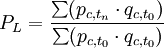 P_L = \frac{\sum (p_{c,t_n} \cdot q_{c,t_0})}{\sum (p_{c,t_0} \cdot q_{c,t_0})}